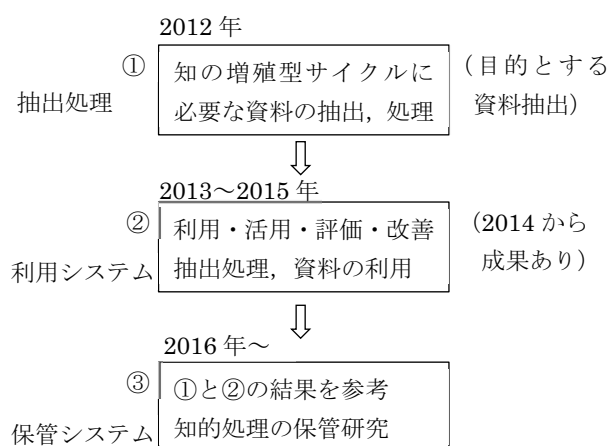 2012 年
① 知の増殖型サイクルに (目的とする
抽出処理 必要な資料の抽出，処理 資料抽出)
2013～2015 年
② 利用・活用・評価・改善 (2014 から
利用システム 抽出処理，資料の利用 成果あり)
2016 年～
③ ①と②の結果を参考
保管システム 知的処理の保管研究